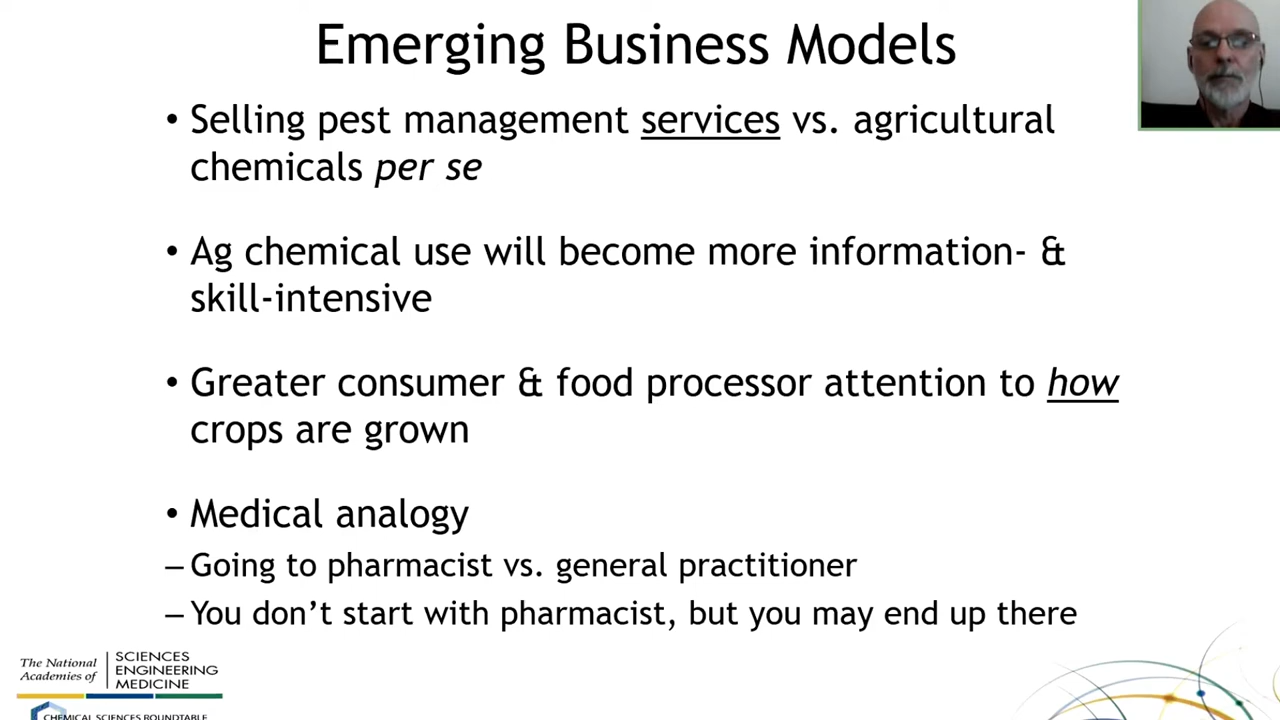 Emerging Business Models
• Selling pest management services vs. agricultural
chemicals per se
• Ag chemical use will become more information- &
skill-intensive
• Greater consumer & food processor attention to how
crops are grown
• Medical analogy
– Going to pharmacist vs. general practitioner
– You don’t start with pharmacist, but you may end up there
The National
Academies of
SCIENCES
ENGINEERING
MEDICINE
CHEMICAL SCIENCES ROUNDTABLE